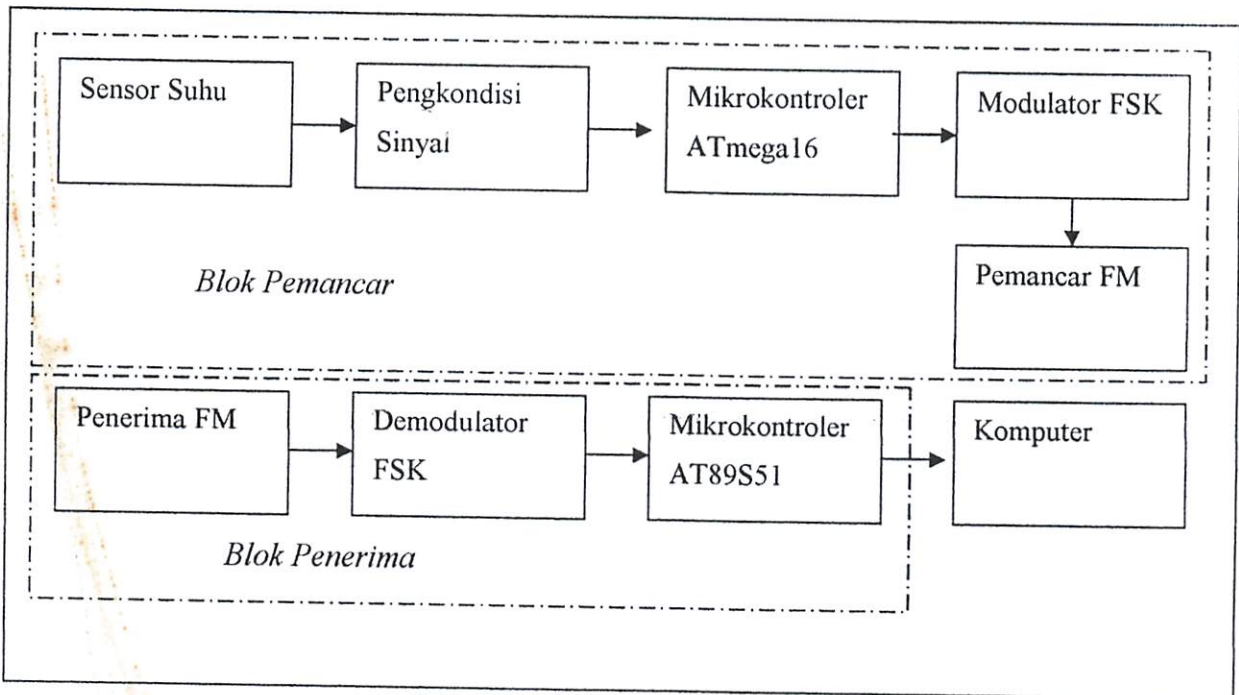 Sensor Suhu
Pengkondisi
Sinyal
Mikrokontroler
ATmega16
Modulator FSK
Blok Pemancar
Pemancar FM
Penerima FM
Demodulator
FSK
Mikrokontroler
AT89S51
Komputer
Blok Penerima